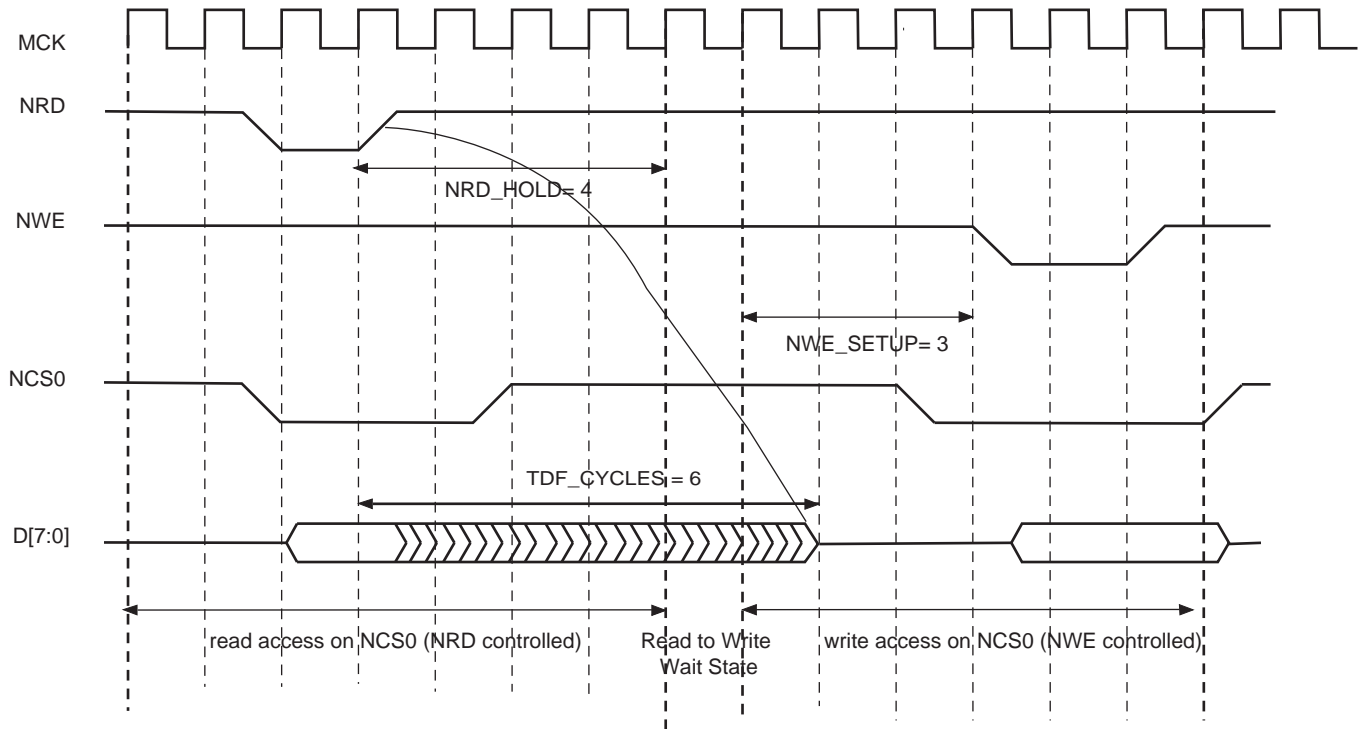 MCK
NRD
NRD_HOLD= 4
NWE
NWE_SETUP= 3
NCS0
TDF_CYCLES = 6
D[7:0]
read access on NCS0 (NRD controlled)
Read to Write
Wait State
write access on NCS0 (NWE controlled)